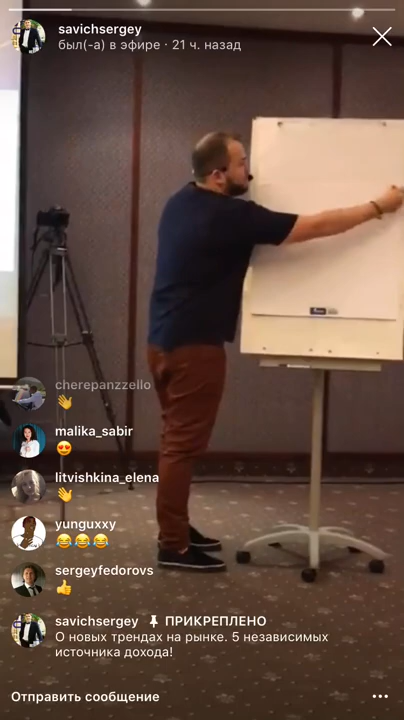 savichsergey
был(-а) в эфире · 21 ч. назад
cherepanzzello
👋
malika_sabir
😍
litvishkina_elena
👋
yunguxxy
😂😂😂
sergeyfedorovs
👍
savichsergey ПРИКРЕПЛЕНО
О новых трендах на рынке. 5 независимых
источника дохода!
Отправить сообщение